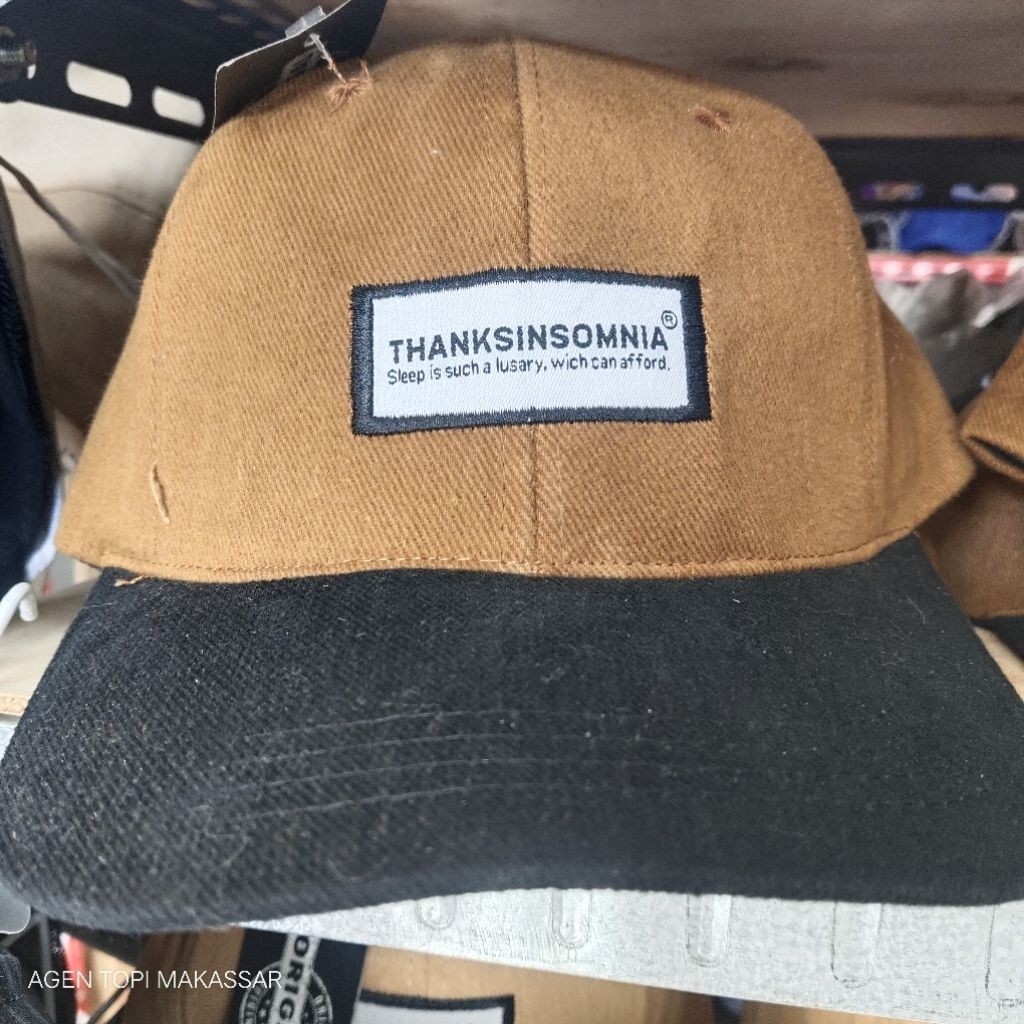 THANKSINSOMNIA®
Sleep is such a lusary, wich can afford.
AGEN TOPI MAKASSAR